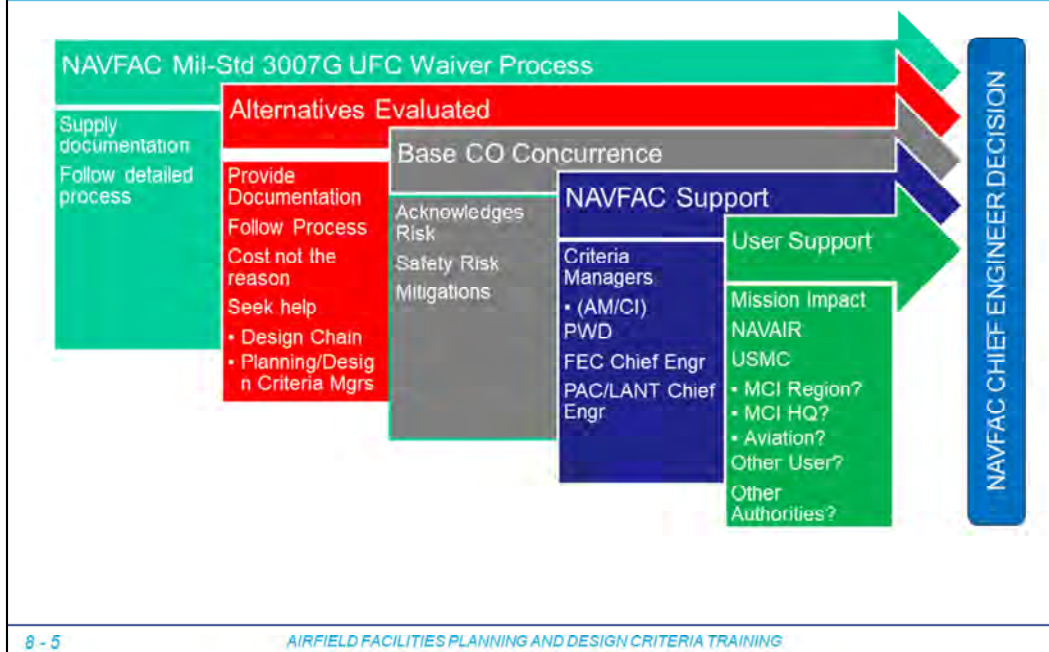 NAVFAC Mil-Std 3007G UFC Waiver Process
Supply
documentation
Follow detailed
process
Alternatives Evaluated
Provide
Documentation
Follow Process
Cost not the
reason
Seek help
• Design Chain
• Planning/Desig
n Criteria Mgrs
Base CO Concurrence
Acknowledges
Risk
Safety Risk
Mitigations
NAVFAC Support
Criteria
Managers
• (AM/CI)
PWD
FEC Chief Engr
PAC/LANT Chief
Engr
User Support
Mission Impact
NAVAIR
USMC
• MCI Region?
• MCI HQ?
• Aviation?
Other User?
Other
Authorities?
NAVFAC CHIEF ENGINEER DECISION
8 - 5
AIRFIELD FACILITIES PLANNING AND DESIGN CRITERIA TRAINING